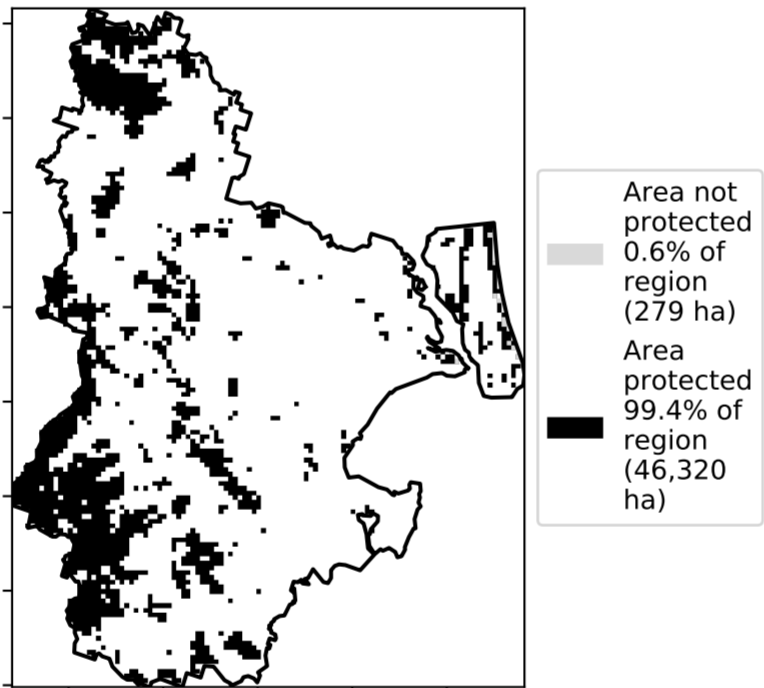 Area not
protected
0.6% of
region
(279 ha)
Area
protected
99.4% of
region
(46,320
ha)